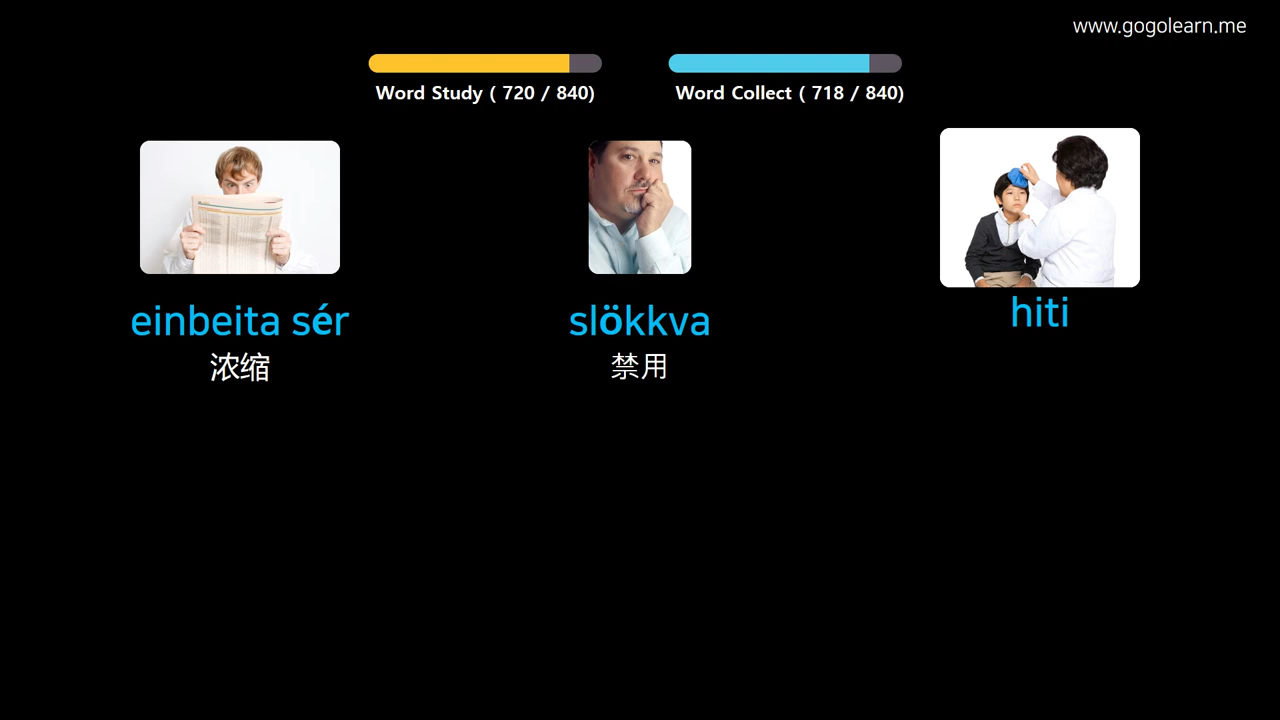 www.gogolearn.me
Word Study ( 720 / 840)
Word Collect ( 718 / 840)
einbeita sér
浓缩
slökkva
禁用
hiti